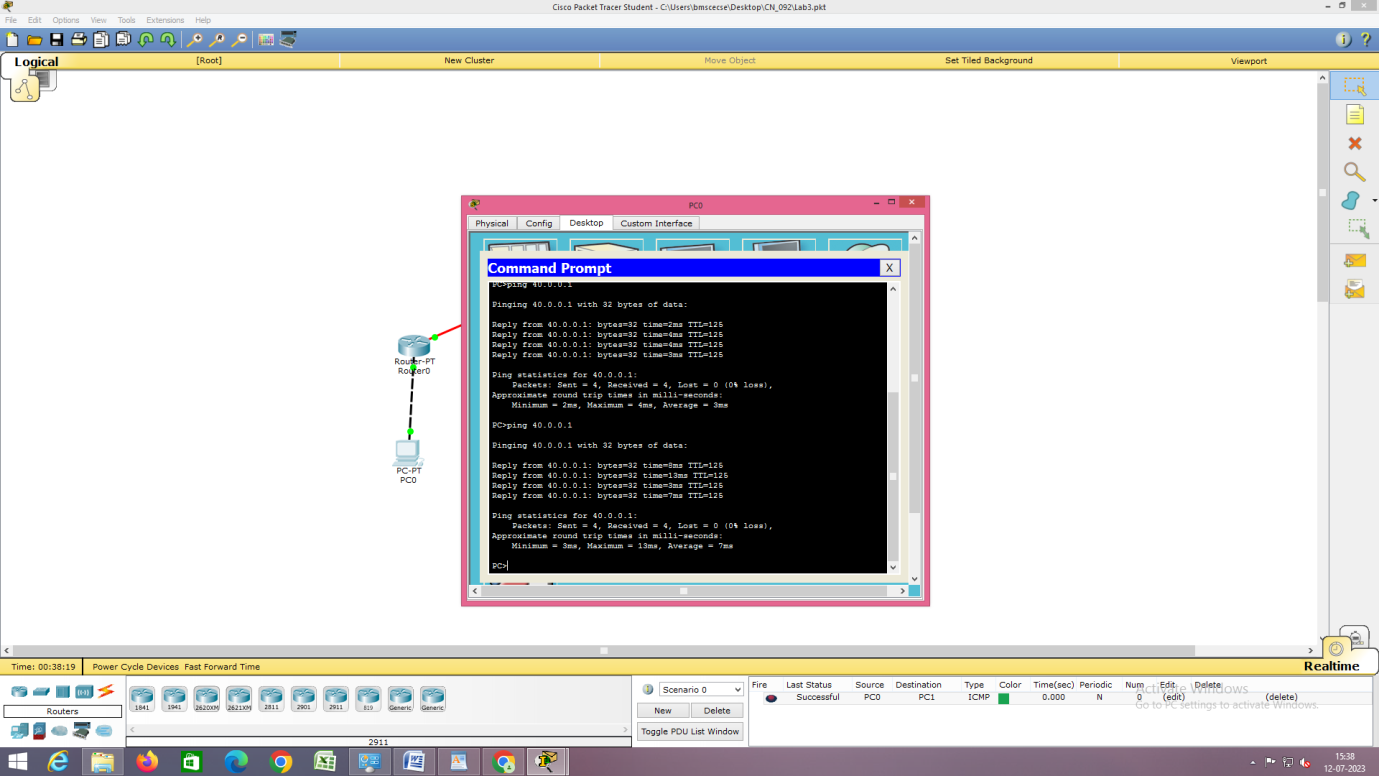 Cisco Packet Tracer Student - C:\Users\bmscerse\Desktop\CN_092\Lab3.pkt
File Edit Options View Tools Extensions Help
Logical [Root] New Cluster Move Object Set Tiled Background Viewport
PC0
Physical Config Desktop Custom Interface
Command Prompt X
PC>ping 40.0.0.1
Pinging 40.0.0.1 with 32 bytes of data:
Reply from 40.0.0.1: bytes=32 time=2ms TTL=125
Reply from 40.0.0.1: bytes=32 time=4ms TTL=125
Reply from 40.0.0.1: bytes=32 time=4ms TTL=125
Reply from 40.0.0.1: bytes=32 time=3ms TTL=125
Ping statistics for 40.0.0.1:
Packets: Sent = 4, Received = 4, Lost = 0 (0% loss),
Approximate round trip times in milli-seconds:
Minimum = 2ms, Maximum = 4ms, Average = 3ms
PC>ping 40.0.0.1
Pinging 40.0.0.1 with 32 bytes of data:
Reply from 40.0.0.1: bytes=32 time=8ms TTL=125
Reply from 40.0.0.1: bytes=32 time=13ms TTL=125
Reply from 40.0.0.1: bytes=32 time=3ms TTL=125
Reply from 40.0.0.1: bytes=32 time=7ms TTL=125
Ping statistics for 40.0.0.1:
Packets: Sent = 4, Received = 4, Lost = 0 (0% loss),
Approximate round trip times in milli-seconds:
Minimum = 3ms, Maximum = 13ms, Average = 7ms
PC>
Router-PT
Router0
PC-PT
PC0
Time: 00:38:19 Power Cycle Devices Fast Forward Time
Realtime
Routers
1841 1941 2620XM 2621XM 2811 2901 2911 819 Generic Generic
2911
Scenario 0
New Delete
Toggle PDU List Window
Fire Last Status Source Destination Type Color Time(sec) Periodic Num Edit Delete
Successful PC0 PC1 ICMP 0.000 N 0 (edit) (delete)
Activate Windows
Go to PC settings to activate Windows.
15:38
12-07-2023